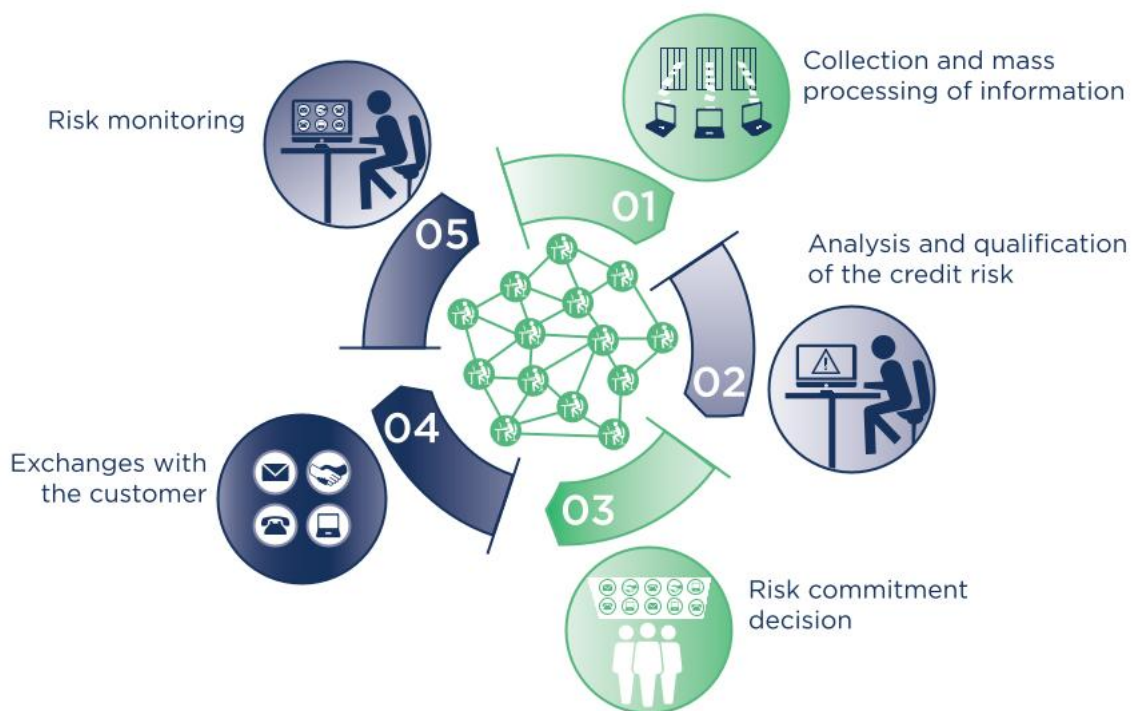 01
Collection and mass
processing of information
02
Analysis and qualification
of the credit risk
03
Risk commitment
decision
04
Exchanges with
the customer
05
Risk monitoring